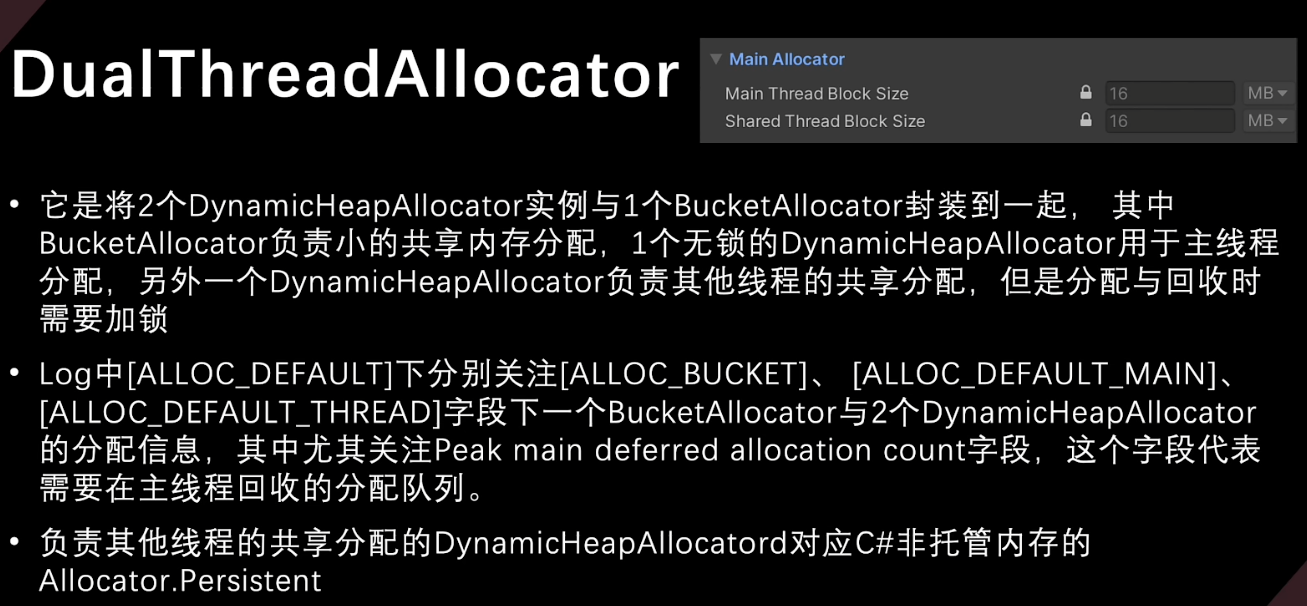 DualThreadAllocator
Main Allocator
Main Thread Block Size 16 MB
Shared Thread Block Size 16 MB
• 它是将2个DynamicHeapAllocator实例与1个BucketAllocator封装到一起， 其中
BucketAllocator负责小的共享内存分配，1个无锁的DynamicHeapAllocator用于主线程
分配，另外一个DynamicHeapAllocator负责其他线程的共享分配，但是分配与回收时
需要加锁
• Log中[ALLOC_DEFAULT]下分别关注[ALLOC_BUCKET]、 [ALLOC_DEFAULT_MAIN]、
[ALLOC_DEFAULT_THREAD]字段下一个BucketAllocator与2个DynamicHeapAllocator
的分配信息，其中尤其关注Peak main deferred allocation count字段，这个字段代表
需要在主线程回收的分配队列。
• 负责其他线程的共享分配的DynamicHeapAllocatord对应C#非托管内存的
Allocator.Persistent